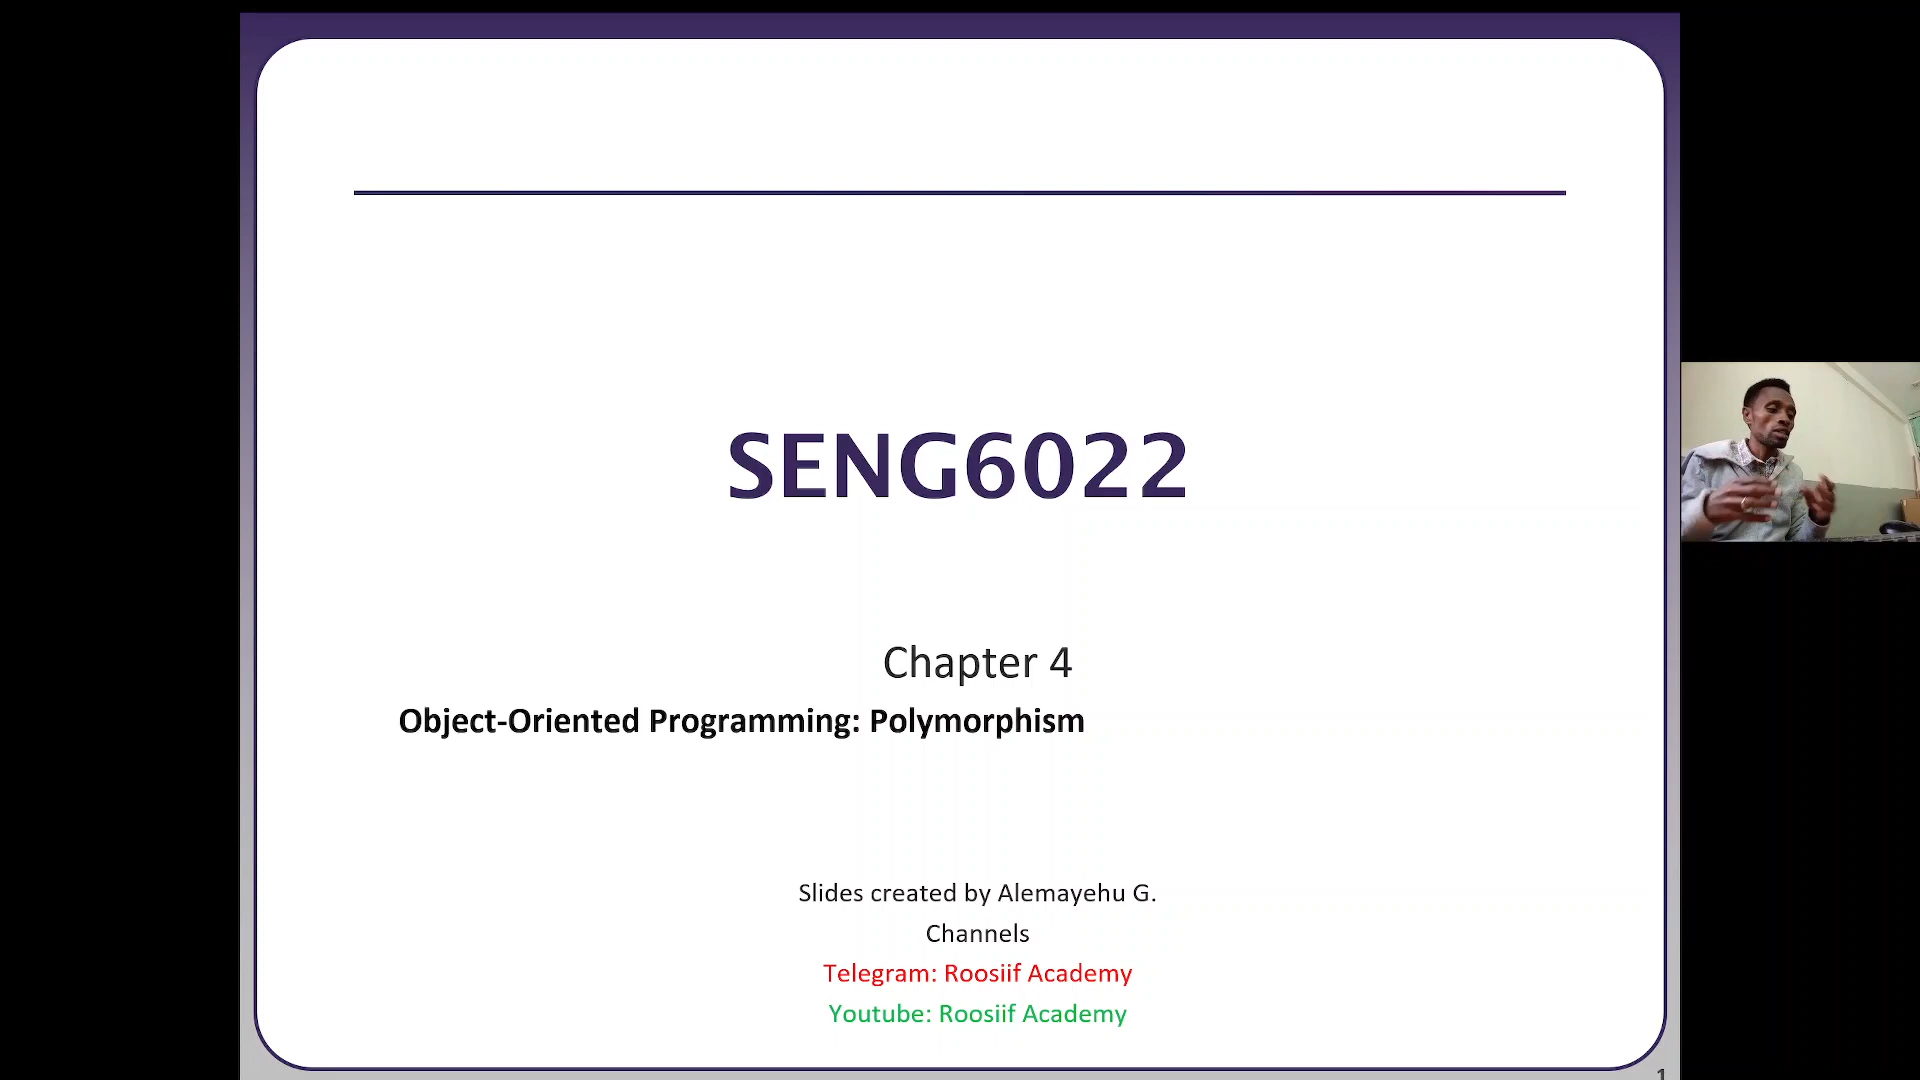 SENG6022
Chapter 4
Object-Oriented Programming: Polymorphism
Slides created by Alemayehu G.
Channels
Telegram: Roosiif Academy
Youtube: Roosiif Academy
1